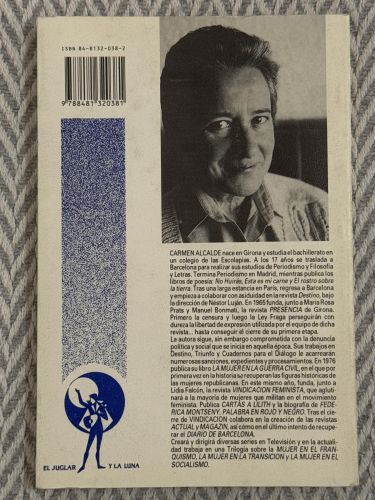 ISBN 84-8132-038-2
9 788481 320381
CARMEN ALCALDE nace en Girona y estudia el bachillerato en
un colegio de las Escolapias. A los 17 años se traslada a
Barcelona para realizar sus estudios de Periodismo y Filosofía
y Letras. Termina Periodismo en Madrid, mientras publica los
libros de poesía; No Huirás, Esta es mi carne y El rostro sobre
la tierra. Tras una larga estancia en París, regresa a Barcelona
y empieza a colaborar con asiduidad en la revista Destino, bajo
la dirección de Néstor Luján. En 1965 funda, junto a Maria Rosa
Prats y Manuel Bonmatí, la revista PRESENCIA de Girona.
Primero la censura y luego la Ley Fraga perseguirán con
dureza la libertad de expresión utilizada por el equipo de dicha
revista... hasta conseguir el cierre de su primera etapa.
La autora sigue, sin embargo comprometida con la denuncia
política y social que se inicia en aquella época. Sus trabajos en
Destino, Triunfo y Cuadernos para el Diálogo le acarrearán
numerosas sanciones, expedientes y procesamientos. En 1976
publica su libro LA MUJER EN LA GUERRA CIVIL, en el que por
primera vez en la historia se recuperan las figuras históricas de
las mujeres republicanas. En este mismo año, funda, junto a
Lidia Falcón, la revista VINDICACION FEMINISTA, que aglutinó
a la mayoría de mujeres que militan en el movimiento
feminista. Publica CARTAS A LILITH y la biografía de FEDE-
RICA MONTSENY. PALABRA EN ROJO Y NEGRO. Tras el cie-
rre de VINDICACION colabora en la creación de las revistas
ACTUAL y MAGAZIN, así cómo en el último intento de recupe-
rar el DIARIO DE BARCELONA.
Creará y dirigirá diversas series en Televisión y en la actuali-
dad trabaja en una Trilogía sobre la MUJER EN EL FRAN-
QUISMO, LA MUJER EN LA TRANSICION y LA MUJER EN EL
SOCIALISMO.
EL JUGLAR Y LA LUNA